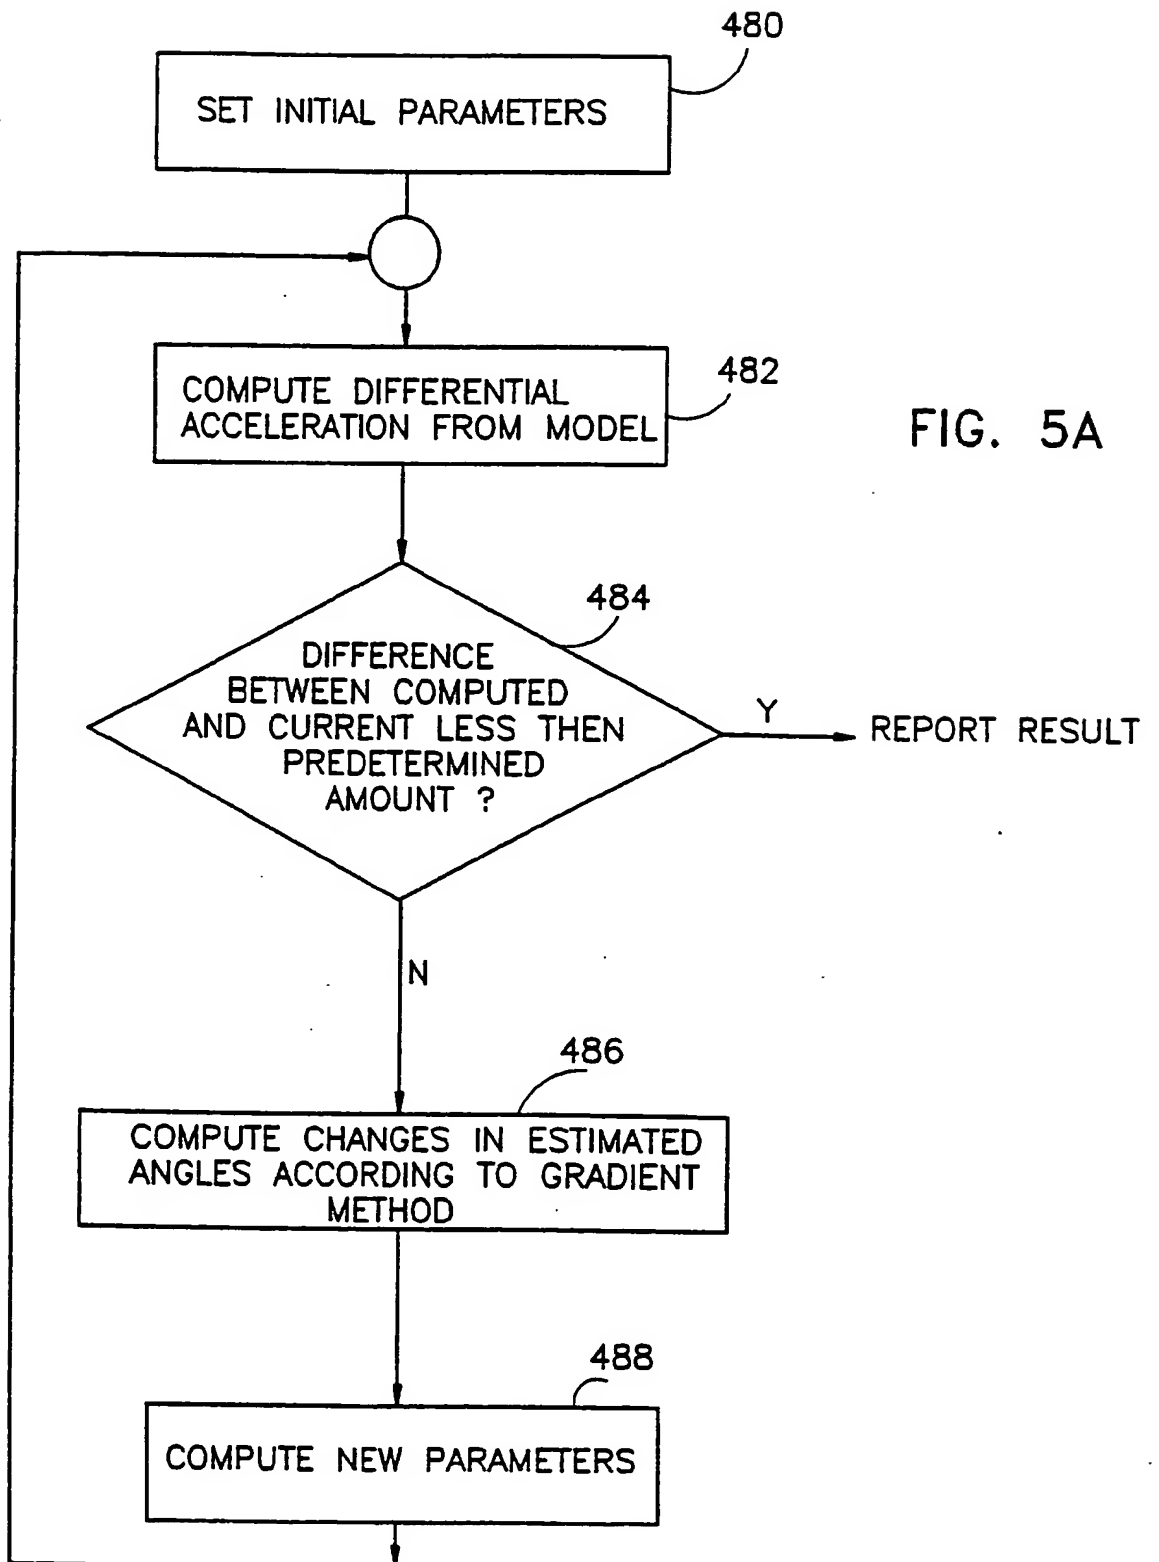 480
SET INITIAL PARAMETERS
482
COMPUTE DIFFERENTIAL
ACCELERATION FROM MODEL
FIG. 5A
484
DIFFERENCE
BETWEEN COMPUTED
AND CURRENT LESS THEN
PREDETERMINED
AMOUNT ?
Y
REPORT RESULT
N
486
COMPUTE CHANGES IN ESTIMATED
ANGLES ACCORDING TO GRADIENT
METHOD
488
COMPUTE NEW PARAMETERS